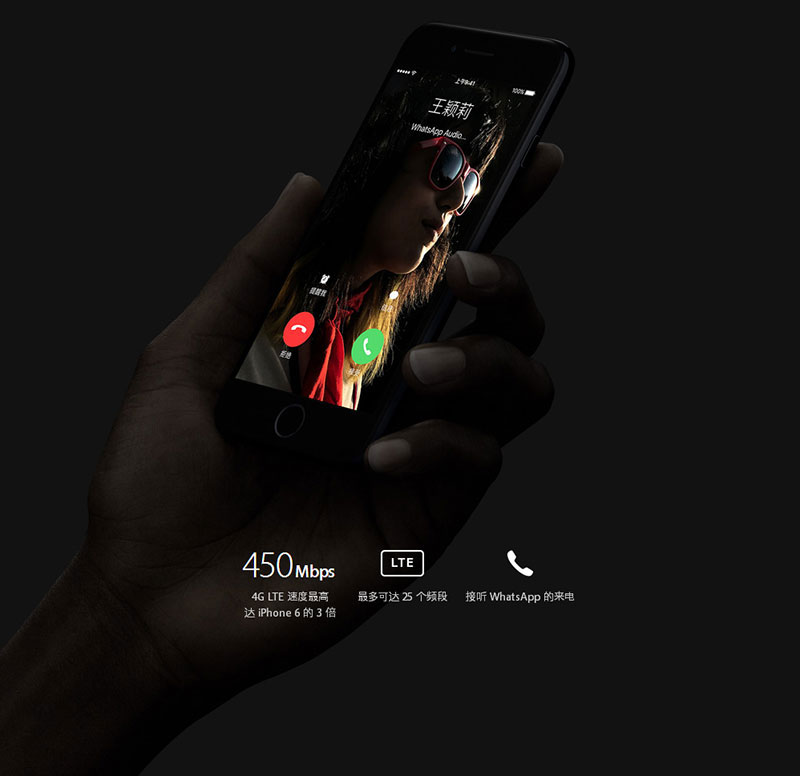 上午9:41
100%
王颖莉
WhatsApp Audio...
提醒我
信息
拒绝
450Mbps
4G LTE 速度最高
达 iPhone 6 的 3 倍
LTE
最多可达 25 个频段
接听 WhatsApp 的来电